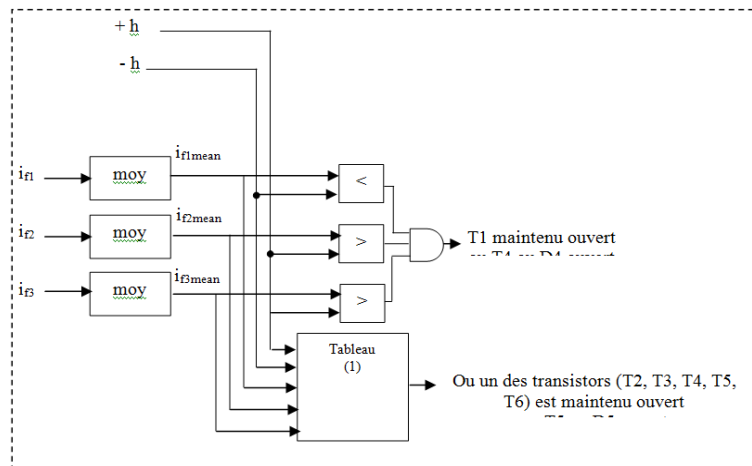 + h
- h
if1 moy if1mean <
if2 moy if2mean >
if3 moy if3mean >
T1 maintenu ouvert
Tableau
(1)
Ou un des transistors (T2, T3, T4, T5,
T6) est maintenu ouvert